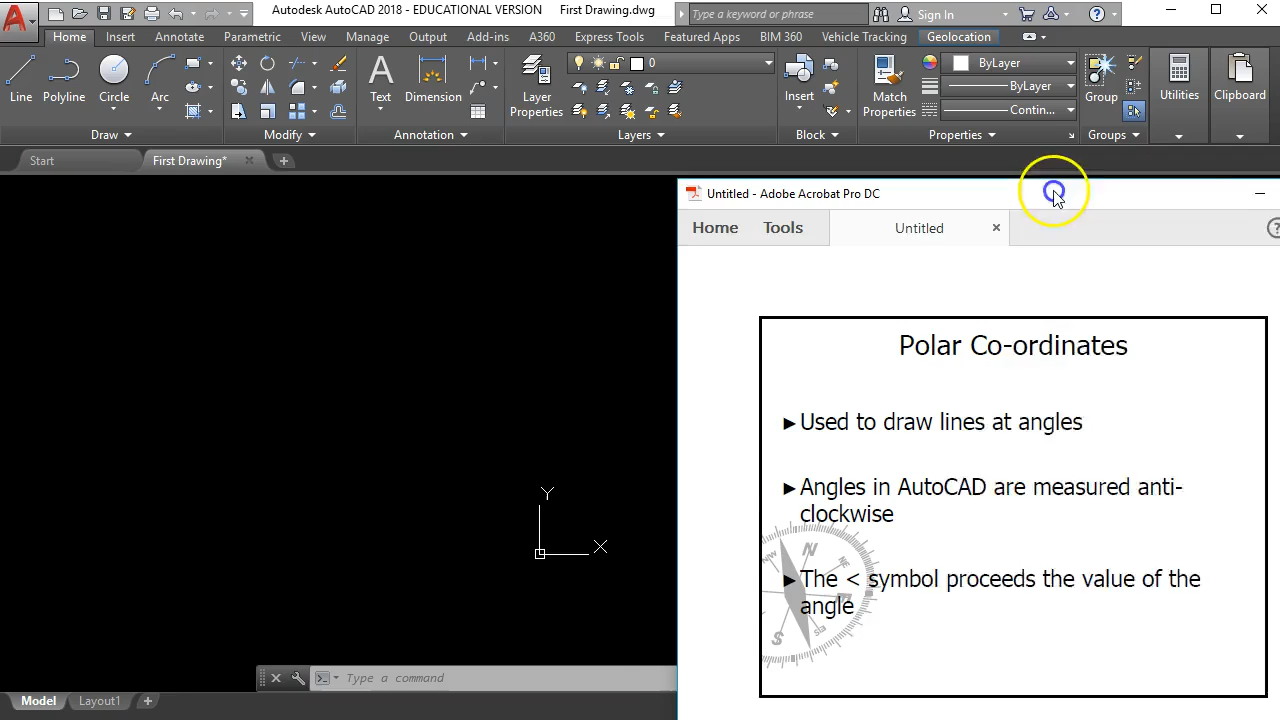 Autodesk AutoCAD 2018 - EDUCATIONAL VERSION First Drawing.dwg Type a keyword or phrase Sign In
Home Insert Annotate Parametric View Manage Output Add-ins A360 Express Tools Featured Apps BIM 360 Vehicle Tracking Geolocation
Line Polyline Circle Arc
Text Dimension
Layer
Properties
0
Insert
Match
Properties
ByLayer
ByLayer
Contin...
Group
Utilities
Clipboard
Draw Modify Annotation Layers Block Properties Groups
Start First Drawing*
Untitled - Adobe Acrobat Pro DC
Home Tools Untitled
Polar Co-ordinates
►Used to draw lines at angles
►Angles in AutoCAD are measured anti-
clockwise
►The < symbol proceeds the value of the
angle
N
NE
E
SE
S
NW
Y
X
Type a command
Model Layout1